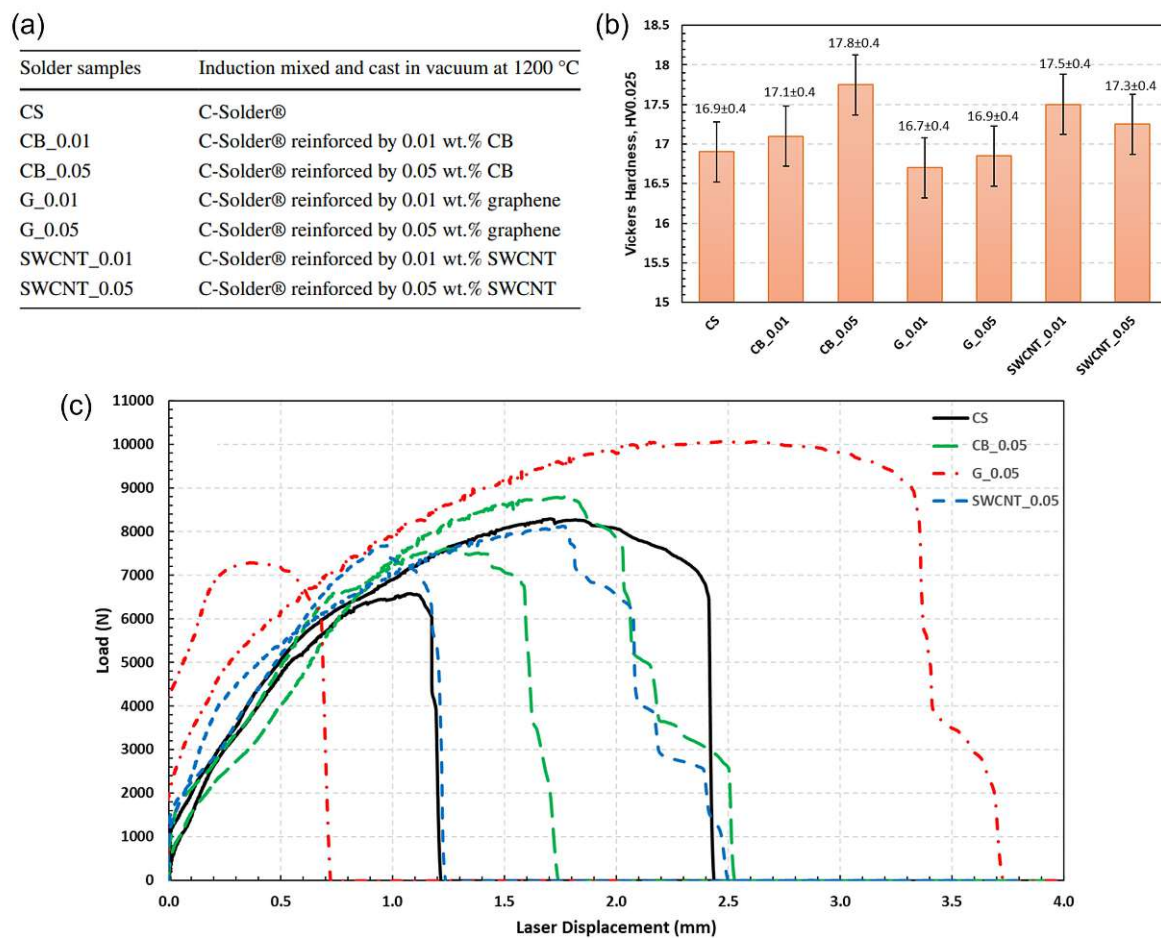 (a)
Solder samples Induction mixed and cast in vacuum at 1200 °C
CS C-Solder®
CB_0.01 C-Solder® reinforced by 0.01 wt.% CB
CB_0.05 C-Solder® reinforced by 0.05 wt.% CB
G_0.01 C-Solder® reinforced by 0.01 wt.% graphene
G_0.05 C-Solder® reinforced by 0.05 wt.% graphene
SWCNT_0.01 C-Solder® reinforced by 0.01 wt.% SWCNT
SWCNT_0.05 C-Solder® reinforced by 0.05 wt.% SWCNT
(b)
Vickers Hardness, HV0.025
18.5
18
17.5
17
16.5
16
15.5
15
16.9±0.4
17.1±0.4
17.8±0.4
16.7±0.4
16.9±0.4
17.5±0.4
17.3±0.4
CS
CB_0.01
CB_0.05
G_0.01
G_0.05
SWCNT_0.01
SWCNT_0.05
(c)
Load (N)
11000
10000
9000
8000
7000
6000
5000
4000
3000
2000
1000
0
CS
CB_0.05
G_0.05
SWCNT_0.05
0.0 0.5 1.0 1.5 2.0 2.5 3.0 3.5 4.0
Laser Displacement (mm)